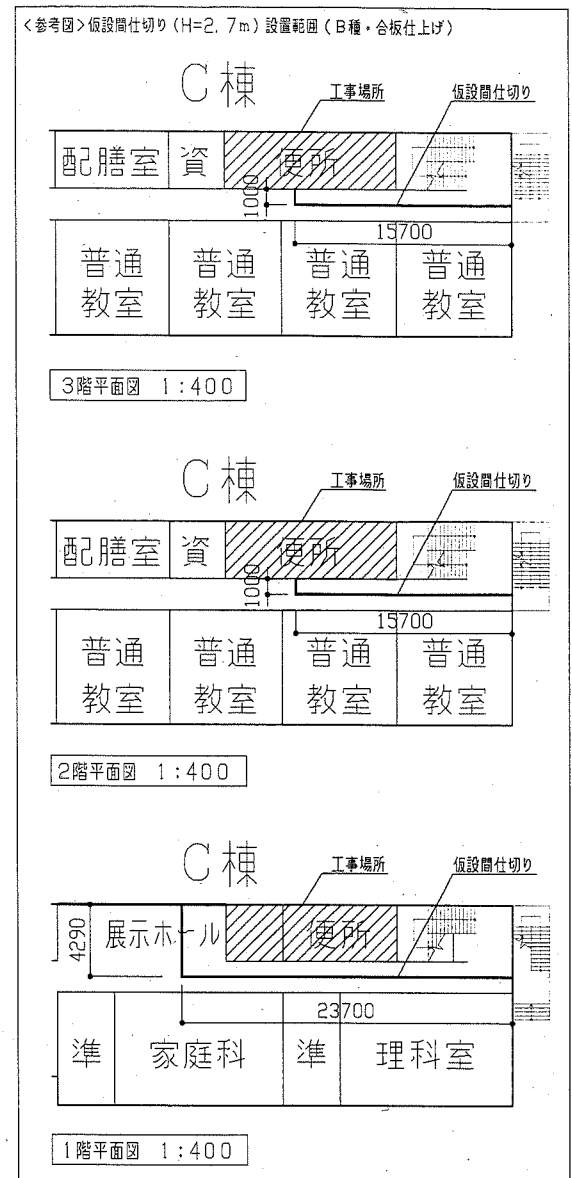 <参考図>仮設間仕切り(H=2,7m)設置範囲(B種・合板仕上げ)
C棟
工事場所
仮設間仕切り
配膳室 資 便所
1000
15700
普通教室 普通教室 普通教室 普通教室
3階平面図 1:400
C棟
工事場所
仮設間仕切り
配膳室 資 便所
1000
15700
普通教室 普通教室 普通教室 普通教室
2階平面図 1:400
C棟
工事場所
仮設間仕切り
4290
展示ホール 便所
23700
準 家庭科 準 理科室
1階平面図 1:400